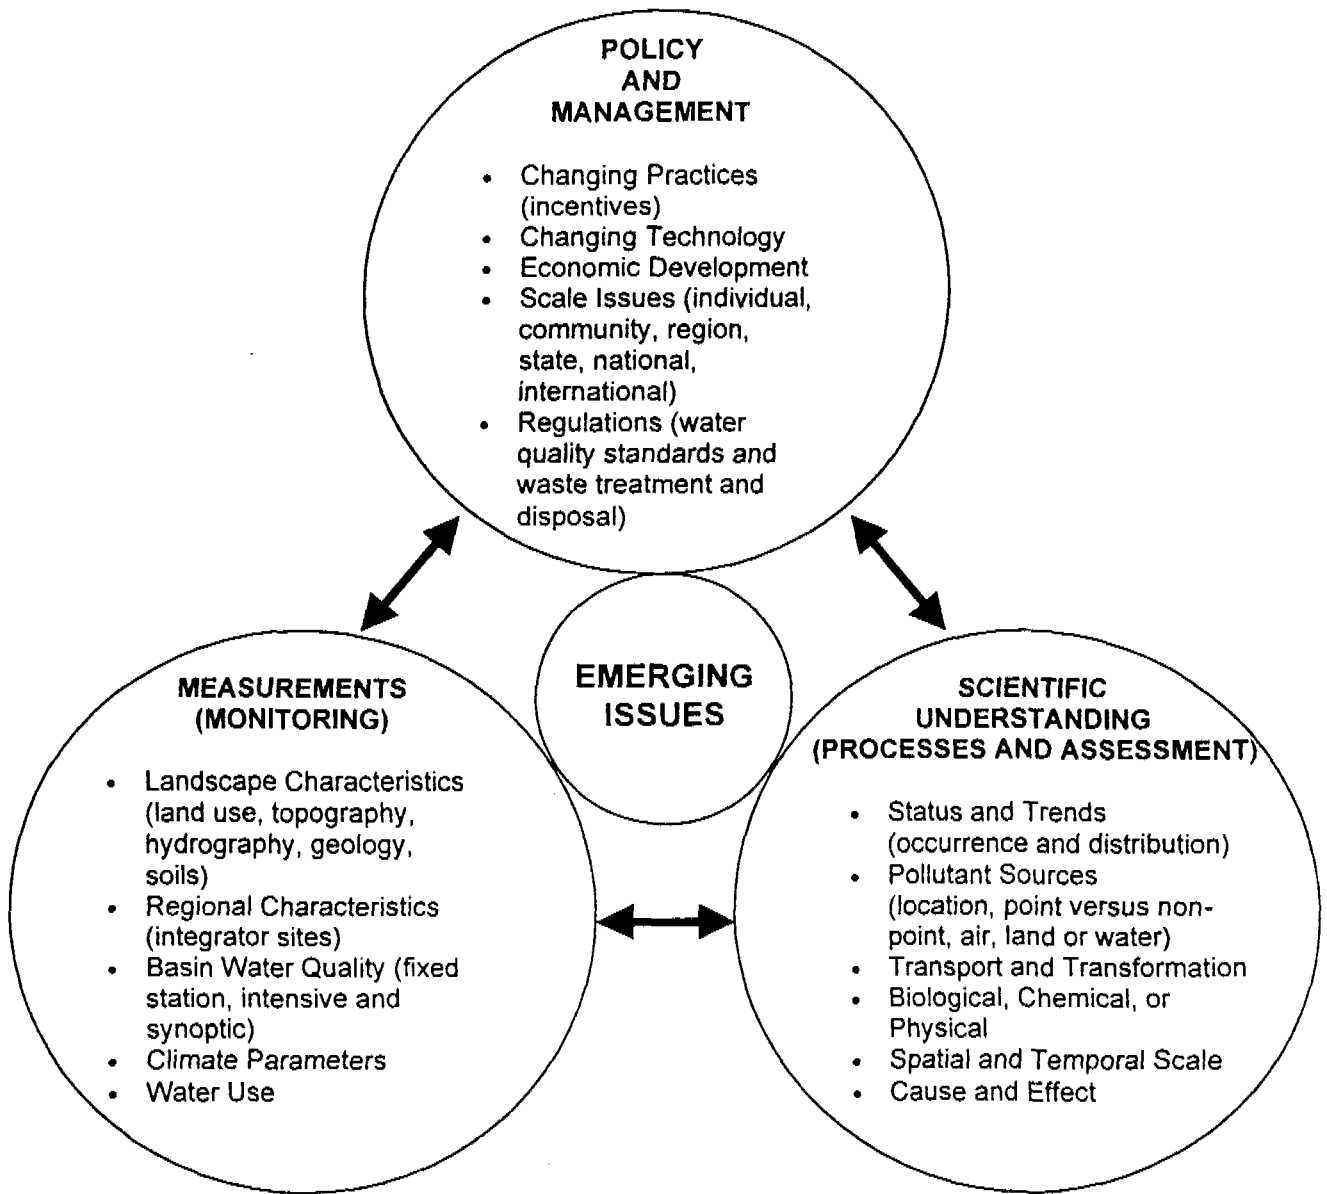 POLICY
AND
MANAGEMENT
• Changing Practices
(incentives)
• Changing Technology
• Economic Development
• Scale Issues (individual,
community, region,
state, national,
international)
• Regulations (water
quality standards and
waste treatment and
disposal)
EMERGING
ISSUES
MEASUREMENTS
(MONITORING)
• Landscape Characteristics
(land use, topography,
hydrography, geology,
soils)
• Regional Characteristics
(integrator sites)
• Basin Water Quality (fixed
station, intensive and
synoptic)
• Climate Parameters
• Water Use
SCIENTIFIC
UNDERSTANDING
(PROCESSES AND ASSESSMENT)
• Status and Trends
(occurrence and distribution)
• Pollutant Sources
(location, point versus non-
point, air, land or water)
• Transport and Transformation
• Biological, Chemical, or
Physical
• Spatial and Temporal Scale
• Cause and Effect